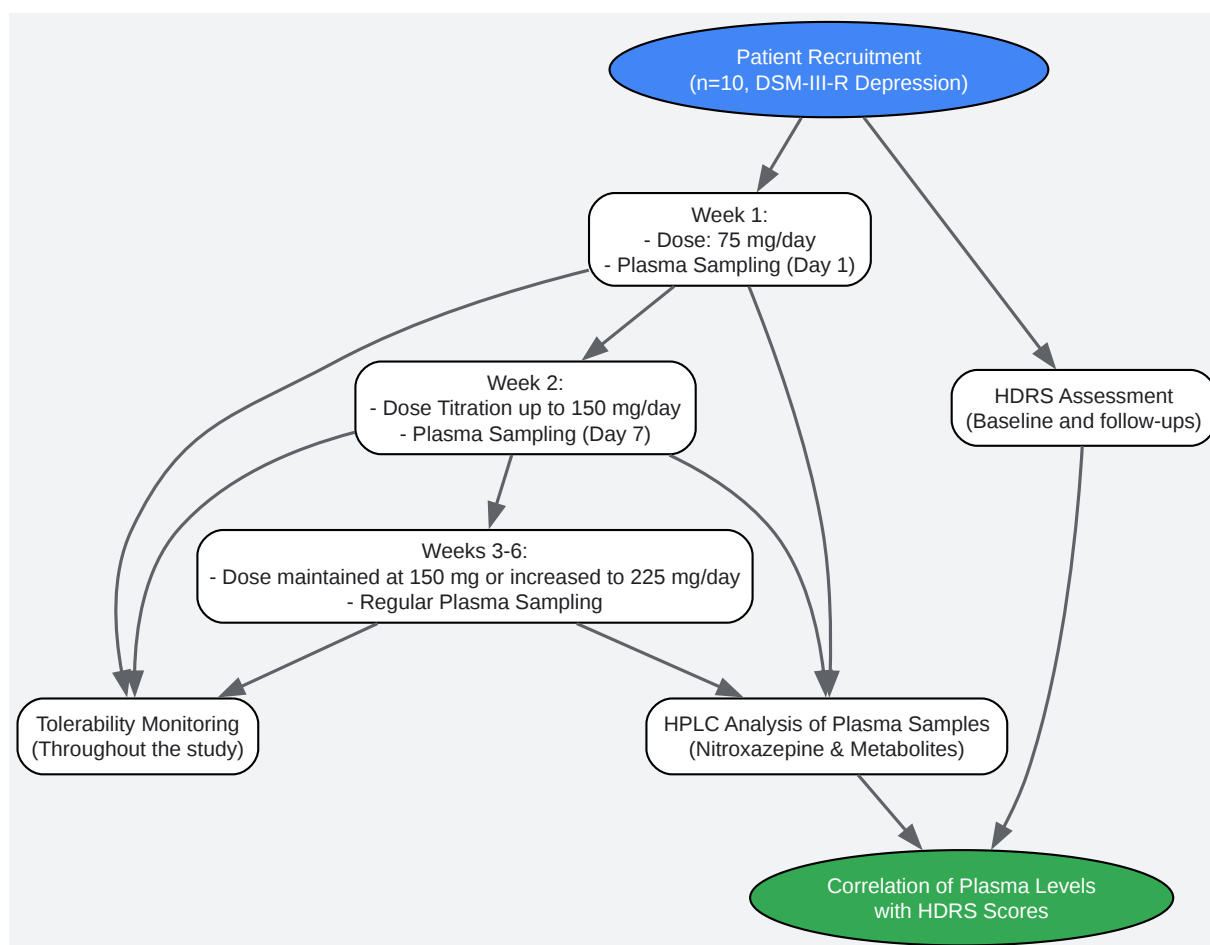 Patient Recruitment
(n=10, DSM-III-R Depression)
Week 1:
- Dose: 75 mg/day
- Plasma Sampling (Day 1)
Week 2:
- Dose Titration up to 150 mg/day
- Plasma Sampling (Day 7)
HDRS Assessment
(Baseline and follow-ups)
Weeks 3-6:
- Dose maintained at 150 mg or increased to 225 mg/day
- Regular Plasma Sampling
Tolerability Monitoring
(Throughout the study)
HPLC Analysis of Plasma Samples
(Nitroxazepine & Metabolites)
Correlation of Plasma Levels
with HDRS Scores